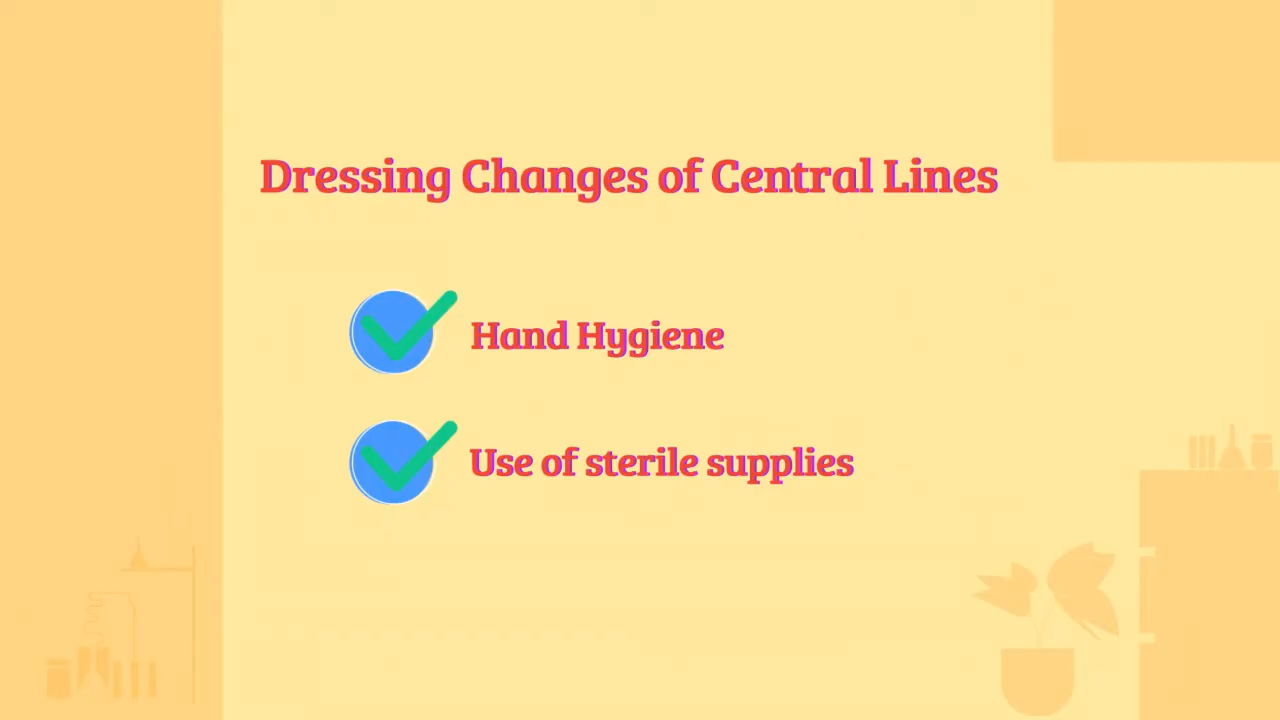 Dressing Changes of Central Lines
Hand Hygiene
Use of sterile supplies